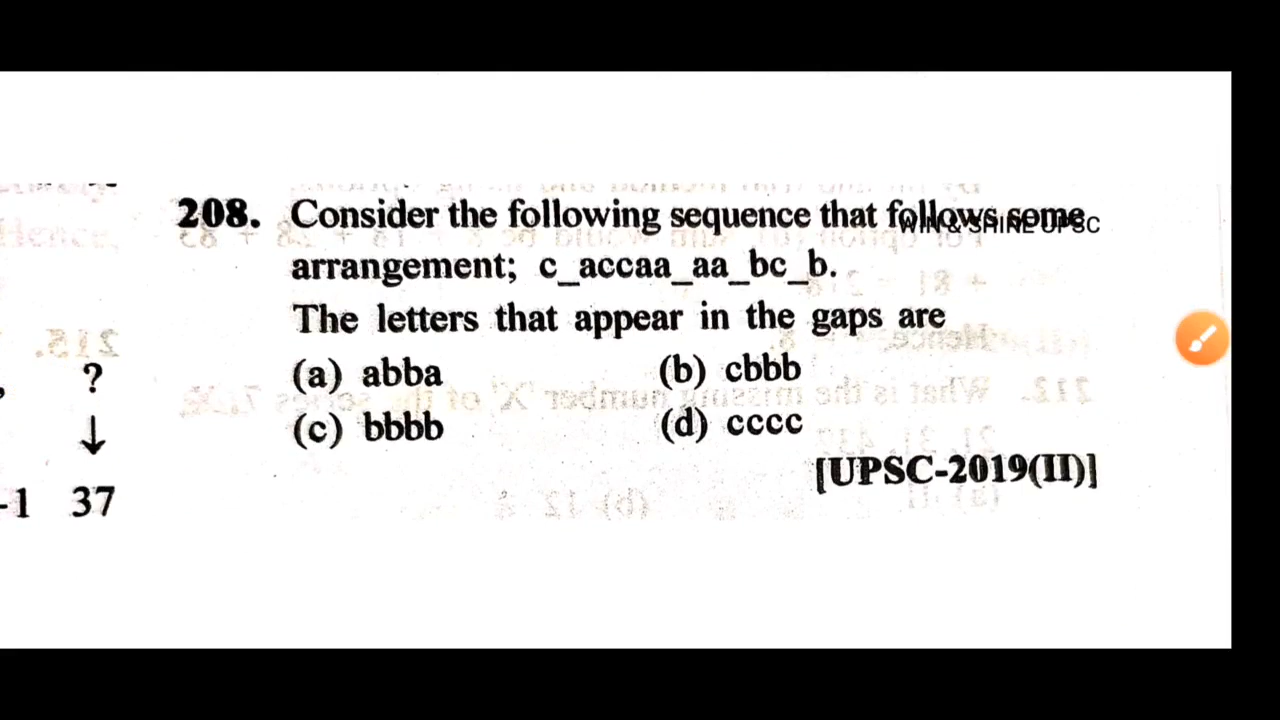 208. Consider the following sequence that follows some
WIN & SHINE UPSC
arrangement; c_accaa_aa_bc_b.
The letters that appear in the gaps are
(a) abba (b) cbbb
(c) bbbb (d) cccc
[UPSC-2019(II)]
?
↓
-1 37